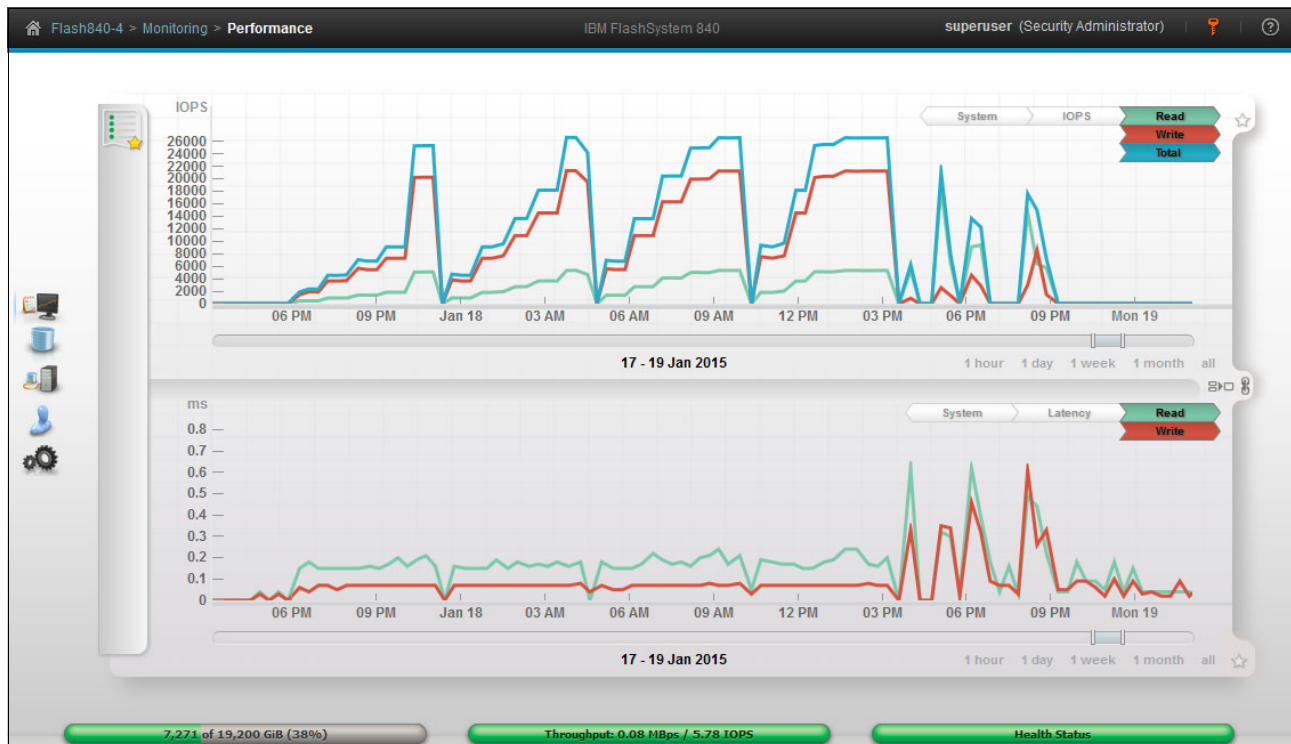 Flash840-4 > Monitoring > Performance
IBM FlashSystem 840
superuser (Security Administrator)
IOPS
System
IOPS
Read
Write
Total
26000
24000
22000
20000
18000
16000
14000
12000
10000
8000
6000
4000
2000
0
06 PM 09 PM Jan 18 03 AM 06 AM 09 AM 12 PM 03 PM 06 PM 09 PM Mon 19
17 - 19 Jan 2015
1 hour 1 day 1 week 1 month all
ms
System
Latency
Read
Write
0.8
0.7
0.6
0.5
0.4
0.3
0.2
0.1
0
06 PM 09 PM Jan 18 03 AM 06 AM 09 AM 12 PM 03 PM 06 PM 09 PM Mon 19
17 - 19 Jan 2015
1 hour 1 day 1 week 1 month all
7,271 of 19,200 GiB (38%)
Throughput: 0.08 MBps / 5.78 IOPS
Health Status